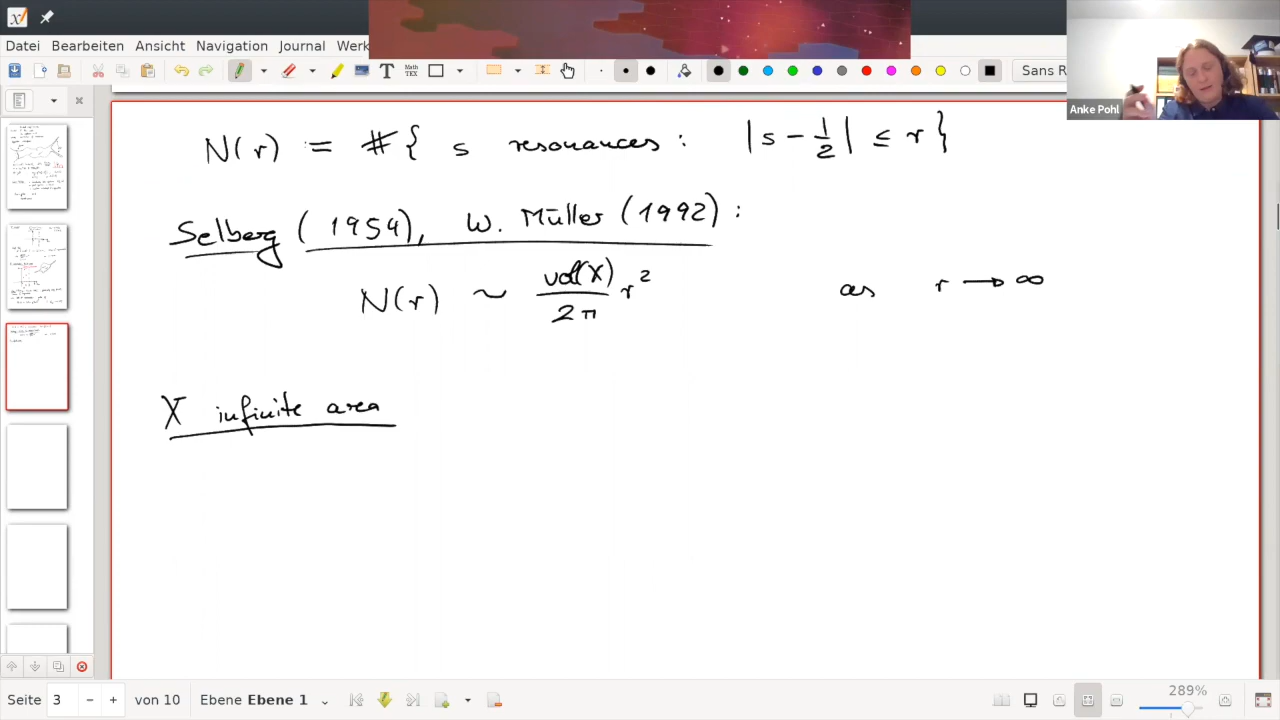 Datei Bearbeiten Ansicht Navigation Journal Werk
Sans R
Anke Pohl
N(r) = #{ s resonances : |s - 1/2| ≤ r }
Selberg (1954), W. Müller (1992) :
N(r) ~ vol(X)/2π r² as r → ∞
X infinite area
Seite 3 von 10 Ebene Ebene 1 289%